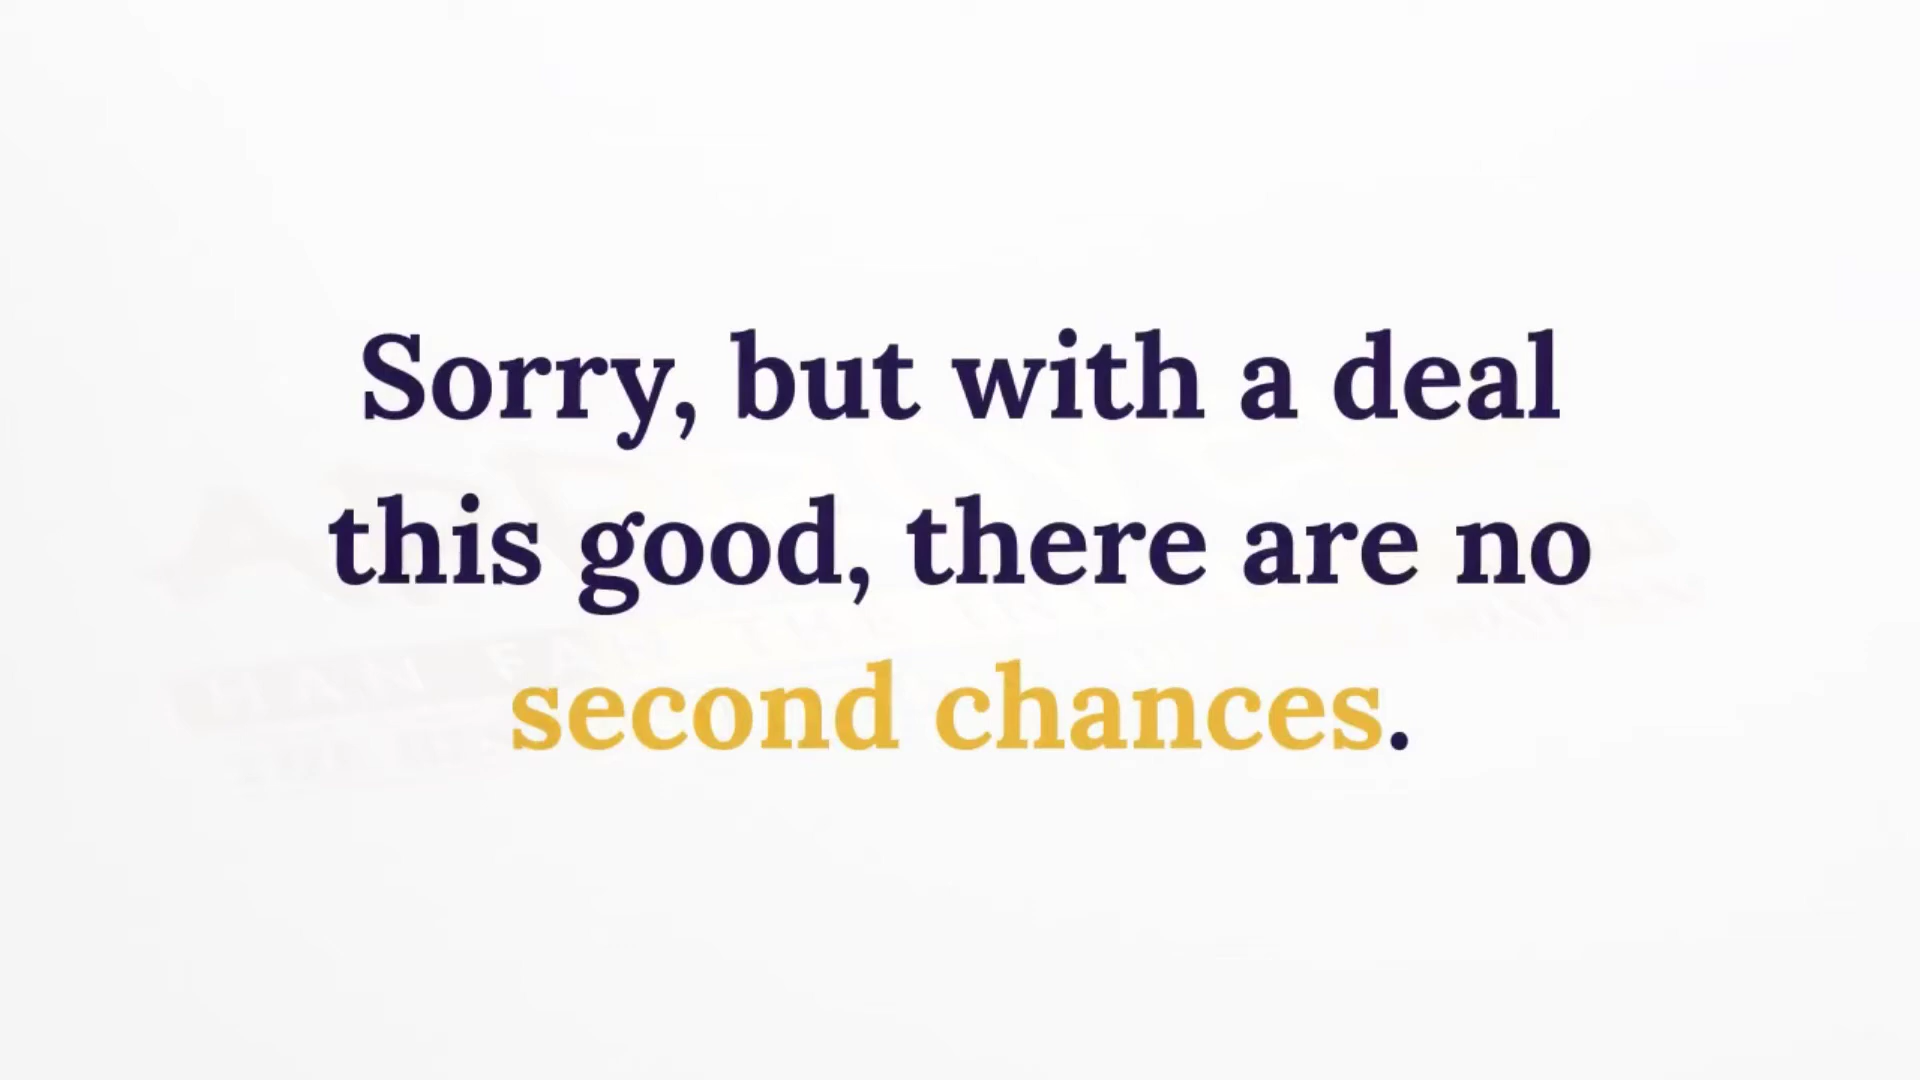 Sorry, but with a deal
this good, there are no
second chances.